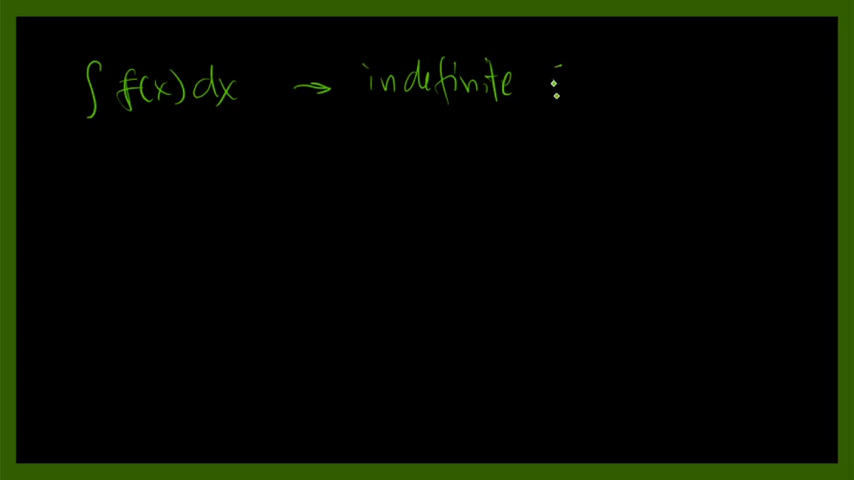 ∫ f(x) dx → indefinite i